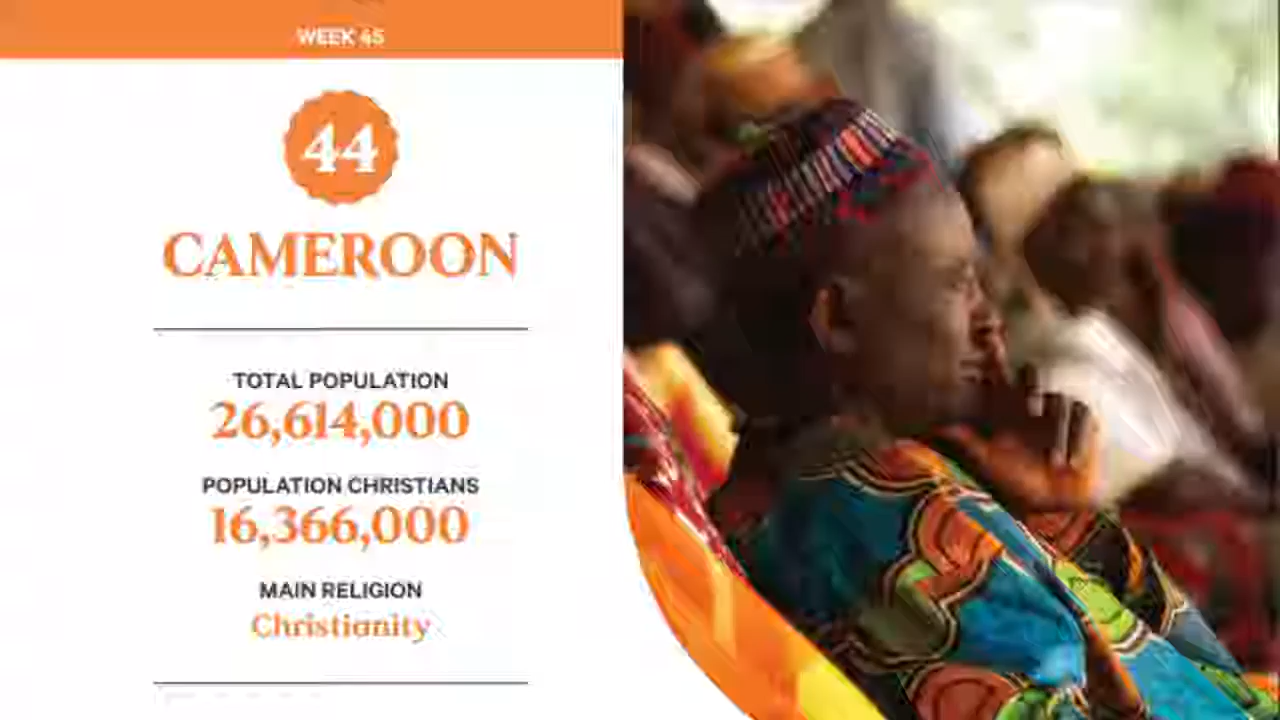 WEEK 45
44
CAMEROON
TOTAL POPULATION
26,614,000
POPULATION CHRISTIANS
16,366,000
MAIN RELIGION
Christianity